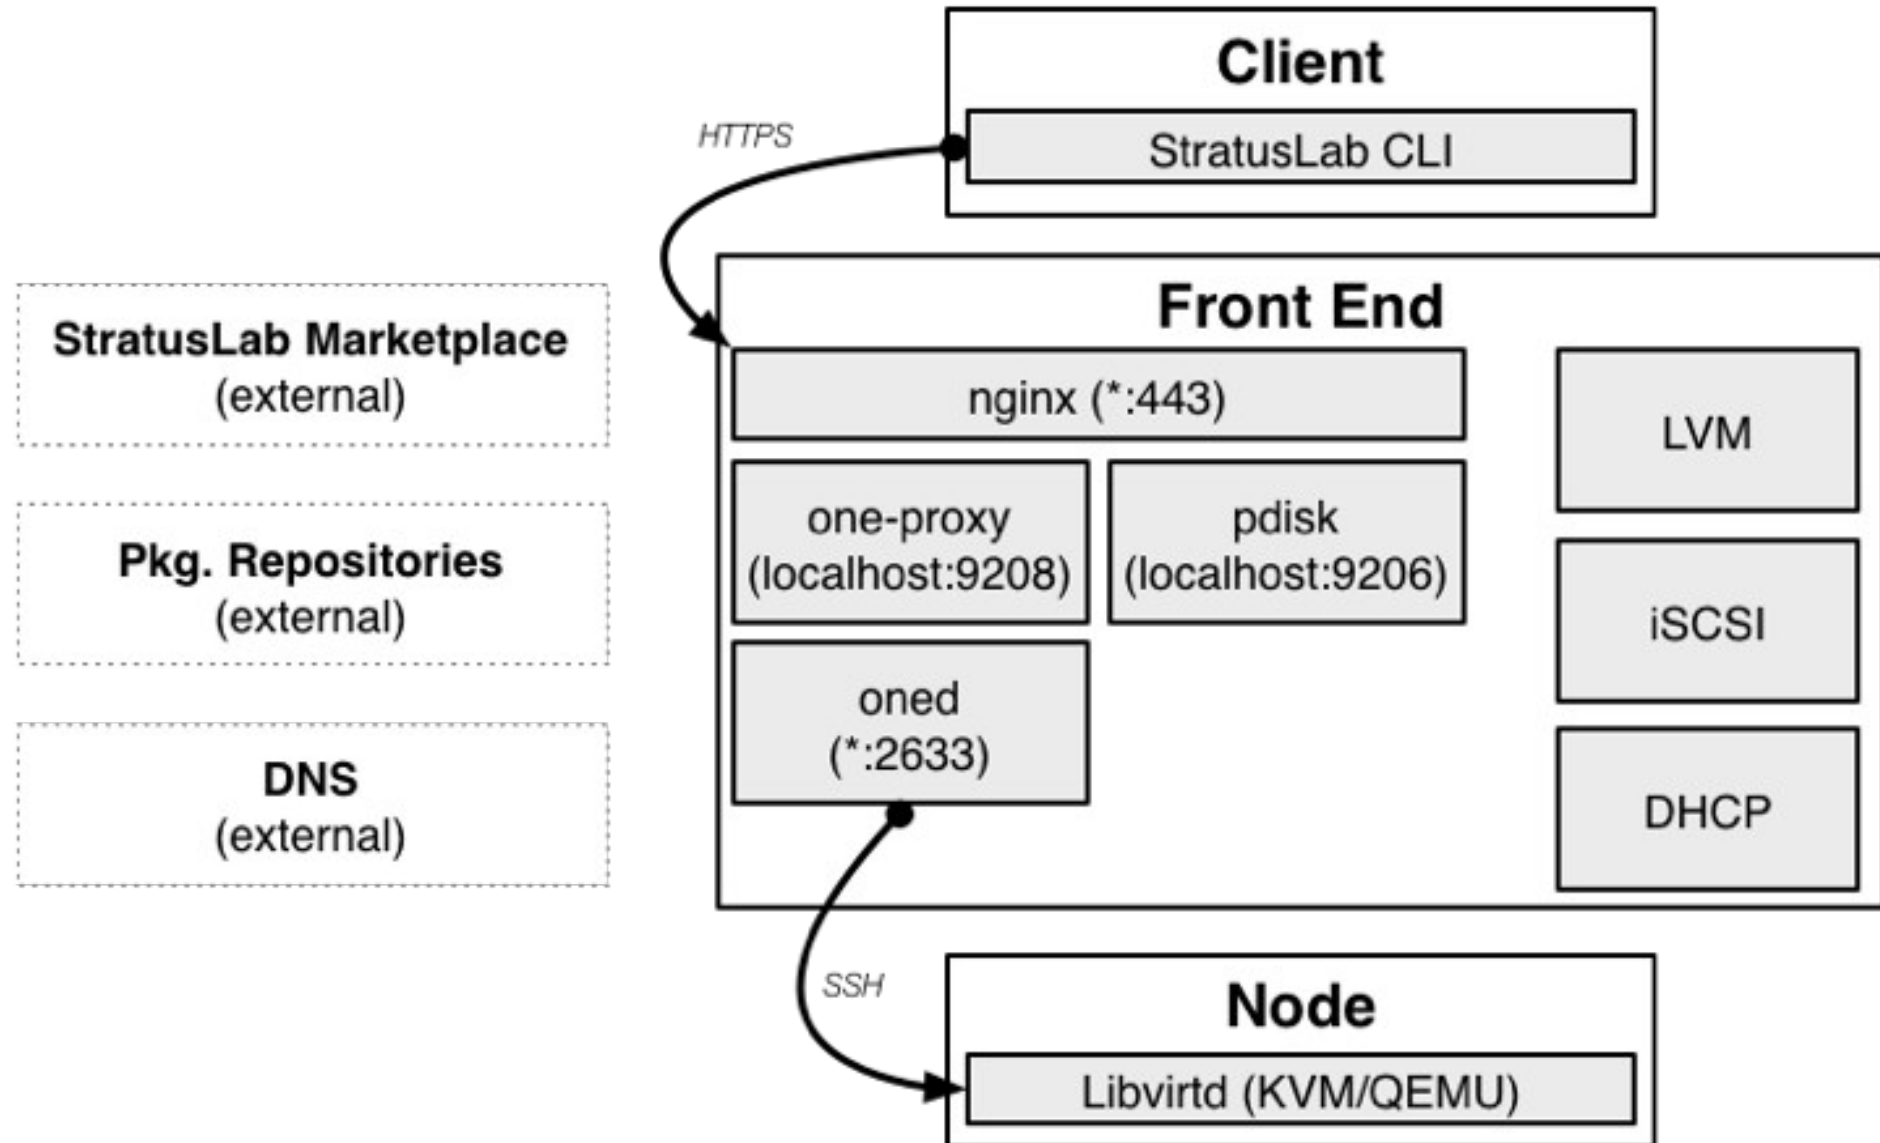 Client
StratusLab CLI
HTTPS
StratusLab Marketplace
(external)
Pkg. Repositories
(external)
DNS
(external)
Front End
nginx (*:443)
one-proxy
(localhost:9208)
pdisk
(localhost:9206)
oned
(*:2633)
LVM
iSCSI
DHCP
SSH
Node
Libvirtd (KVM/QEMU)